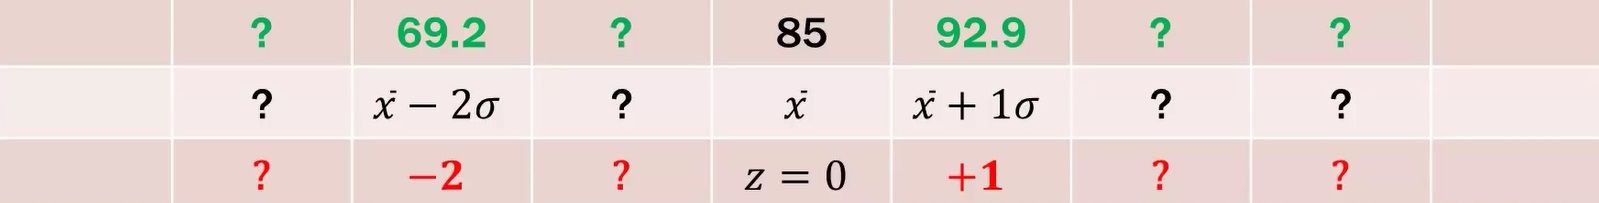 ? 69.2 ? 85 92.9 ? ?
? x̄ − 2σ ? x̄ x̄ + 1σ ? ?
? −2 ? z = 0 +1 ? ?